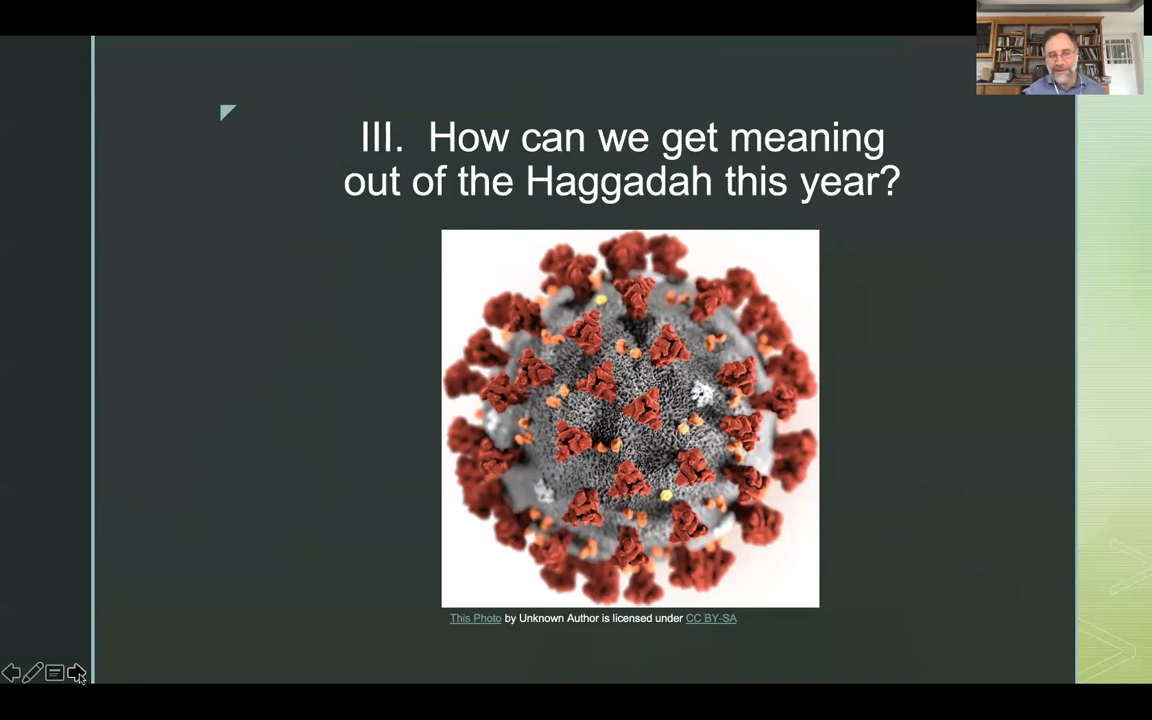 III. How can we get meaning
out of the Haggadah this year?
This Photo by Unknown Author is licensed under CC BY-SA